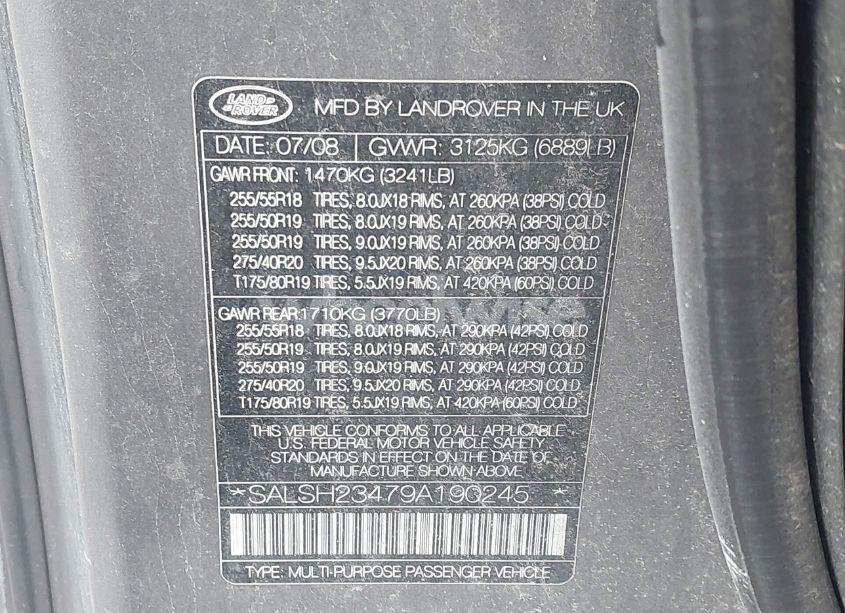 LAND ROVER
MFD BY LANDROVER IN THE UK
DATE: 07/08 GVWR: 3125KG (6889LB)
GAWR FRONT: 1470KG (3241LB)
255/55R18 TIRES, 8.0JX18 RIMS, AT 260KPA (38PSI) COLD
255/50R19 TIRES, 8.0JX19 RIMS, AT 260KPA (38PSI) COLD
255/50R19 TIRES, 9.0JX19 RIMS, AT 260KPA (38PSI) COLD
275/40R20 TIRES, 9.5JX20 RIMS, AT 260KPA (38PSI) COLD
T175/80R19 TIRES, 5.5JX19 RIMS, AT 420KPA (60PSI) COLD
GAWR REAR: 1710KG (3770LB)
255/55R18 TIRES, 8.0JX18 RIMS, AT 290KPA (42PSI) COLD
255/50R19 TIRES, 8.0JX19 RIMS, AT 290KPA (42PSI) COLD
255/50R19 TIRES, 9.0JX19 RIMS, AT 290KPA (42PSI) COLD
275/40R20 TIRES, 9.5JX20 RIMS, AT 290KPA (42PSI) COLD
T175/80R19 TIRES, 5.5JX19 RIMS, AT 420KPA (60PSI) COLD
THIS VEHICLE CONFORMS TO ALL APPLICABLE
U.S. FEDERAL MOTOR VEHICLE SAFETY
STANDARDS IN EFFECT ON THE DATE OF
MANUFACTURE SHOWN ABOVE
*SALSH23479A190245*
TYPE: MULTI-PURPOSE PASSENGER VEHICLE